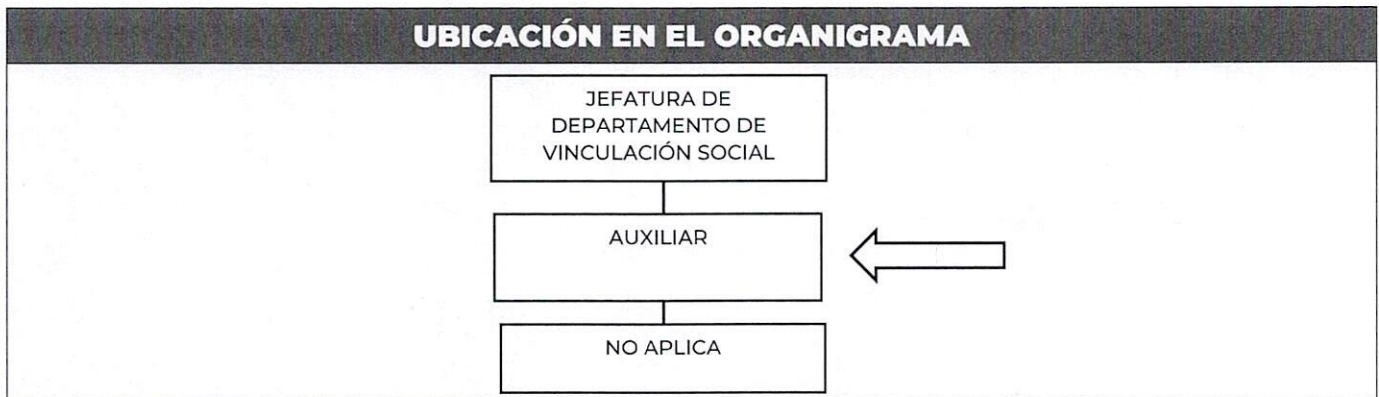 UBICACIÓN EN EL ORGANIGRAMA
JEFATURA DE
DEPARTAMENTO DE
VINCULACIÓN SOCIAL
AUXILIAR
NO APLICA